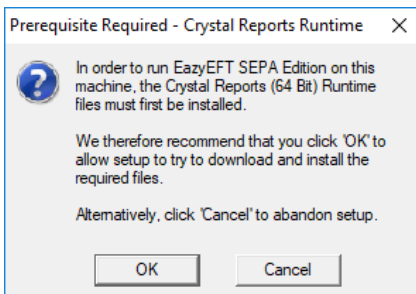 Prerequisite Required - Crystal Reports Runtime
In order to run EazyEFT SEPA Edition on this
machine, the Crystal Reports (64 Bit) Runtime
files must first be installed.
We therefore recommend that you click 'OK' to
allow setup to try to download and install the
required files.
Alternatively, click 'Cancel' to abandon setup.
OK
Cancel